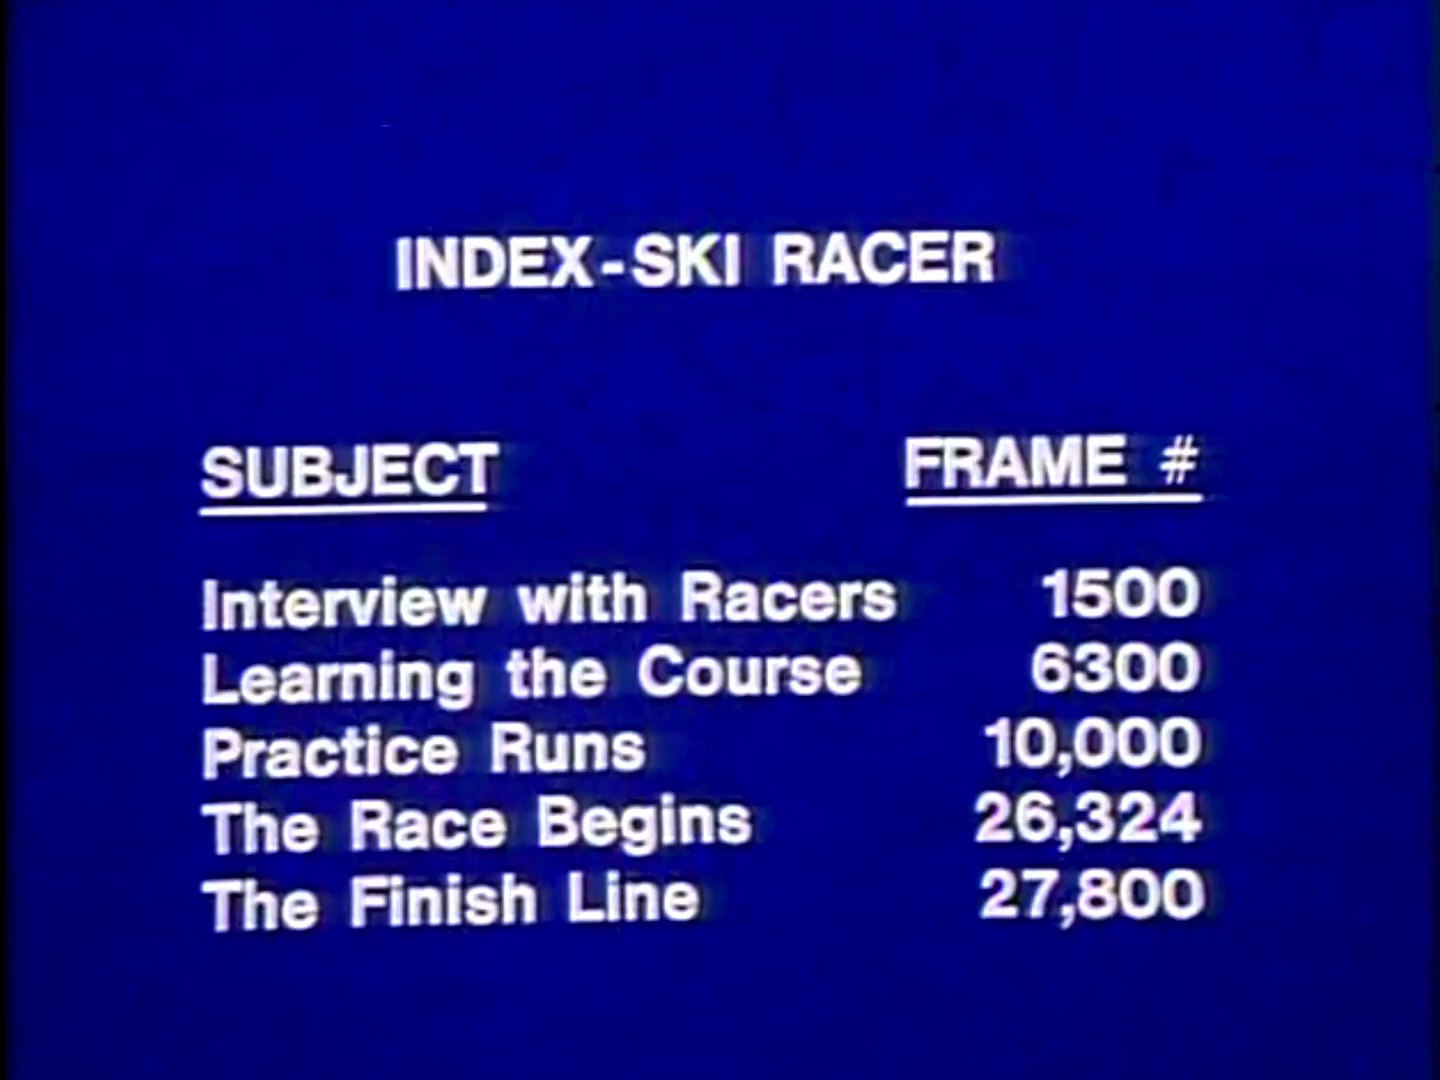 INDEX-SKI RACER
SUBJECT FRAME #
Interview with Racers 1500
Learning the Course 6300
Practice Runs 10,000
The Race Begins 26,324
The Finish Line 27,800